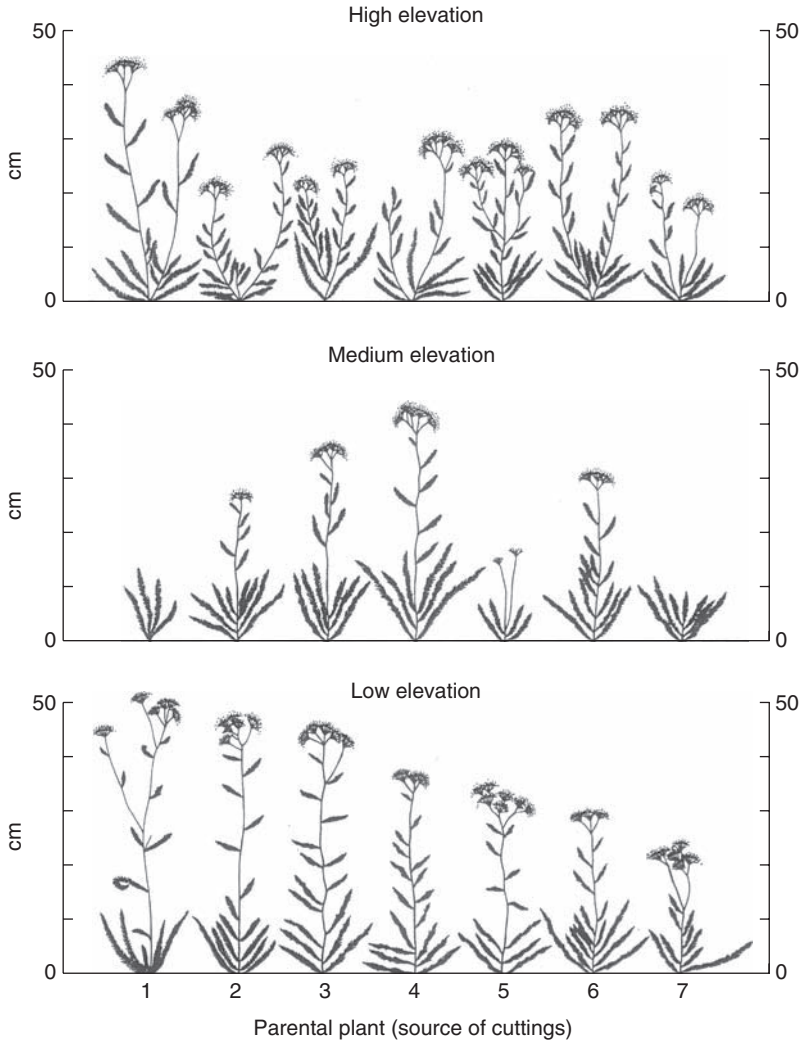 High elevation
50 50
cm
0 0
Medium elevation
50 50
cm
0 0
Low elevation
50 50
cm
0 0
1 2 3 4 5 6 7
Parental plant (source of cuttings)